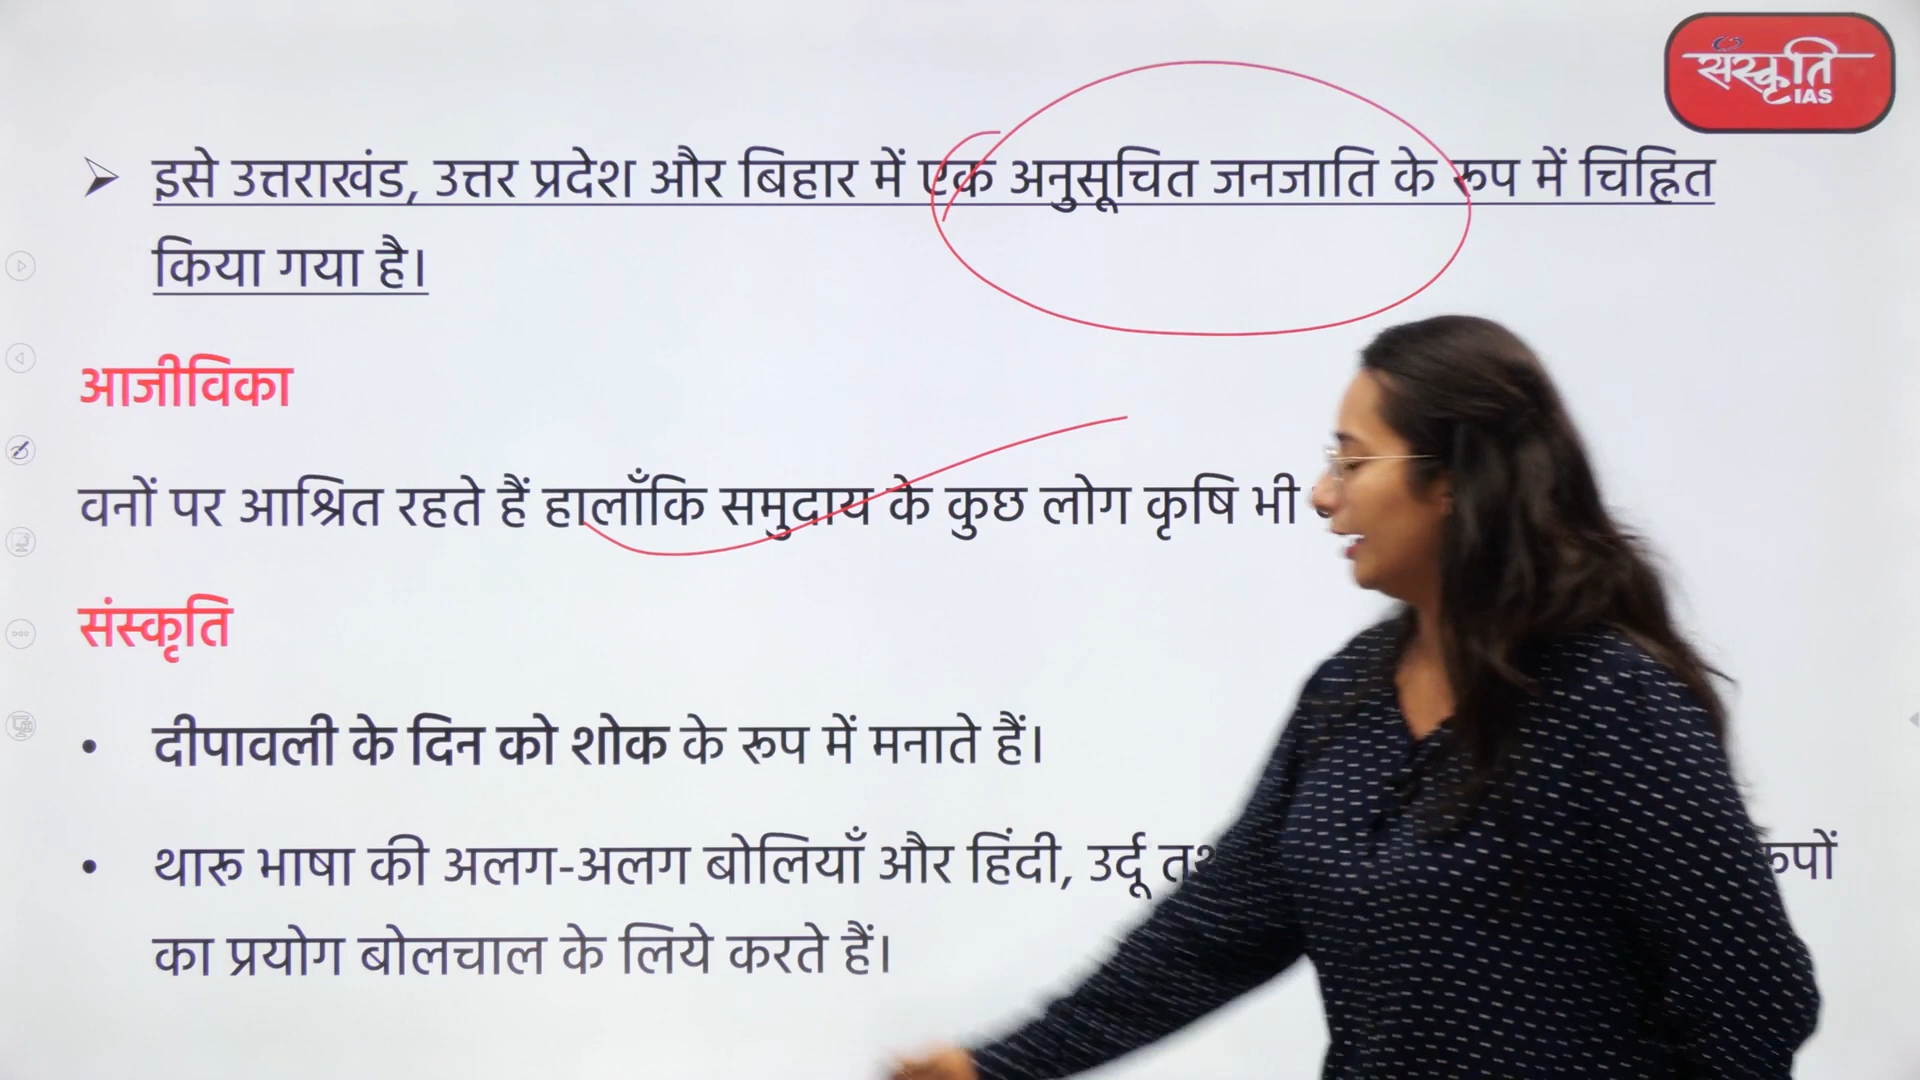 संस्कृति
IAS
इसे उत्तराखंड, उत्तर प्रदेश और बिहार में एक अनुसूचित जनजाति के रूप में चिह्नित
किया गया है।
आजीविका
वनों पर आश्रित रहते हैं हालाँकि समुदाय के कुछ लोग कृषि भी
संस्कृति
• दीपावली के दिन को शोक के रूप में मनाते हैं।
• थारू भाषा की अलग-अलग बोलियाँ और हिंदी, उर्दू
का प्रयोग बोलचाल के लिये करते हैं।